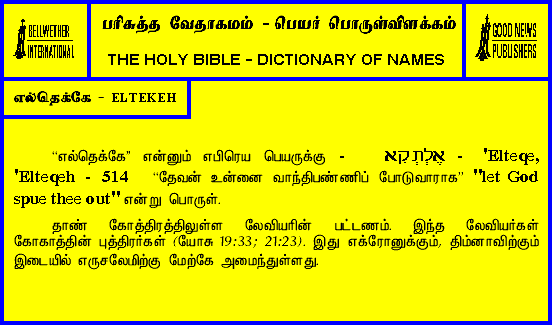 BELLWETHER
INTERNATIONAL
பரிசுத்த வேதாகமம் - பெயர் பொருள்விளக்கம்
THE HOLY BIBLE - DICTIONARY OF NAMES
GOOD NEWS
PUBLISHERS
எல்தெக்கே - ELTEKEH
“எல்தெக்கே” என்னும் எபிரெய பெயருக்கு - אֶלְתְּקֵא - 'Elteqe,
'Elteqeh - 514 “தேவன் உன்னை வாந்திபண்ணிப் போடுவாராக” "let God
spue thee out" என்று பொருள்.
தாண் கோத்திரத்திலுள்ள லேவியரின் பட்டணம். இந்த லேவியர்கள்
கோகாத்தின் புத்திரர்கள் (யோசு 19:33; 21:23). இது எக்ரோனுக்கும், திம்னாவிற்கும்
இடையில் எருசலேமிற்கு மேற்கே அமைந்துள்ளது.